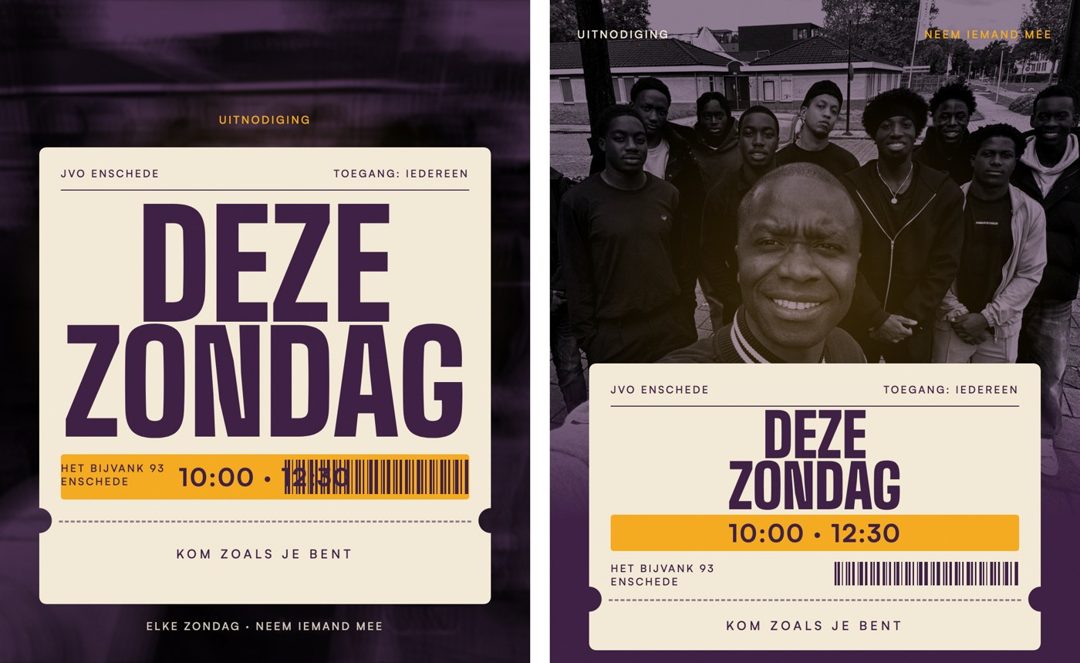 UITNODIGING
JVO ENSCHEDE
TOEGANG: IEDEREEN
DEZE
ZONDAG
HET BIJVANK 93
ENSCHEDE
10:00 • 12:30
KOM ZOALS JE BENT
ELKE ZONDAG · NEEM IEMAND MEE
UITNODIGING
NEEM IEMAND MEE
JVO ENSCHEDE
TOEGANG: IEDEREEN
DEZE
ZONDAG
10:00 • 12:30
HET BIJVANK 93
ENSCHEDE
KOM ZOALS JE BENT